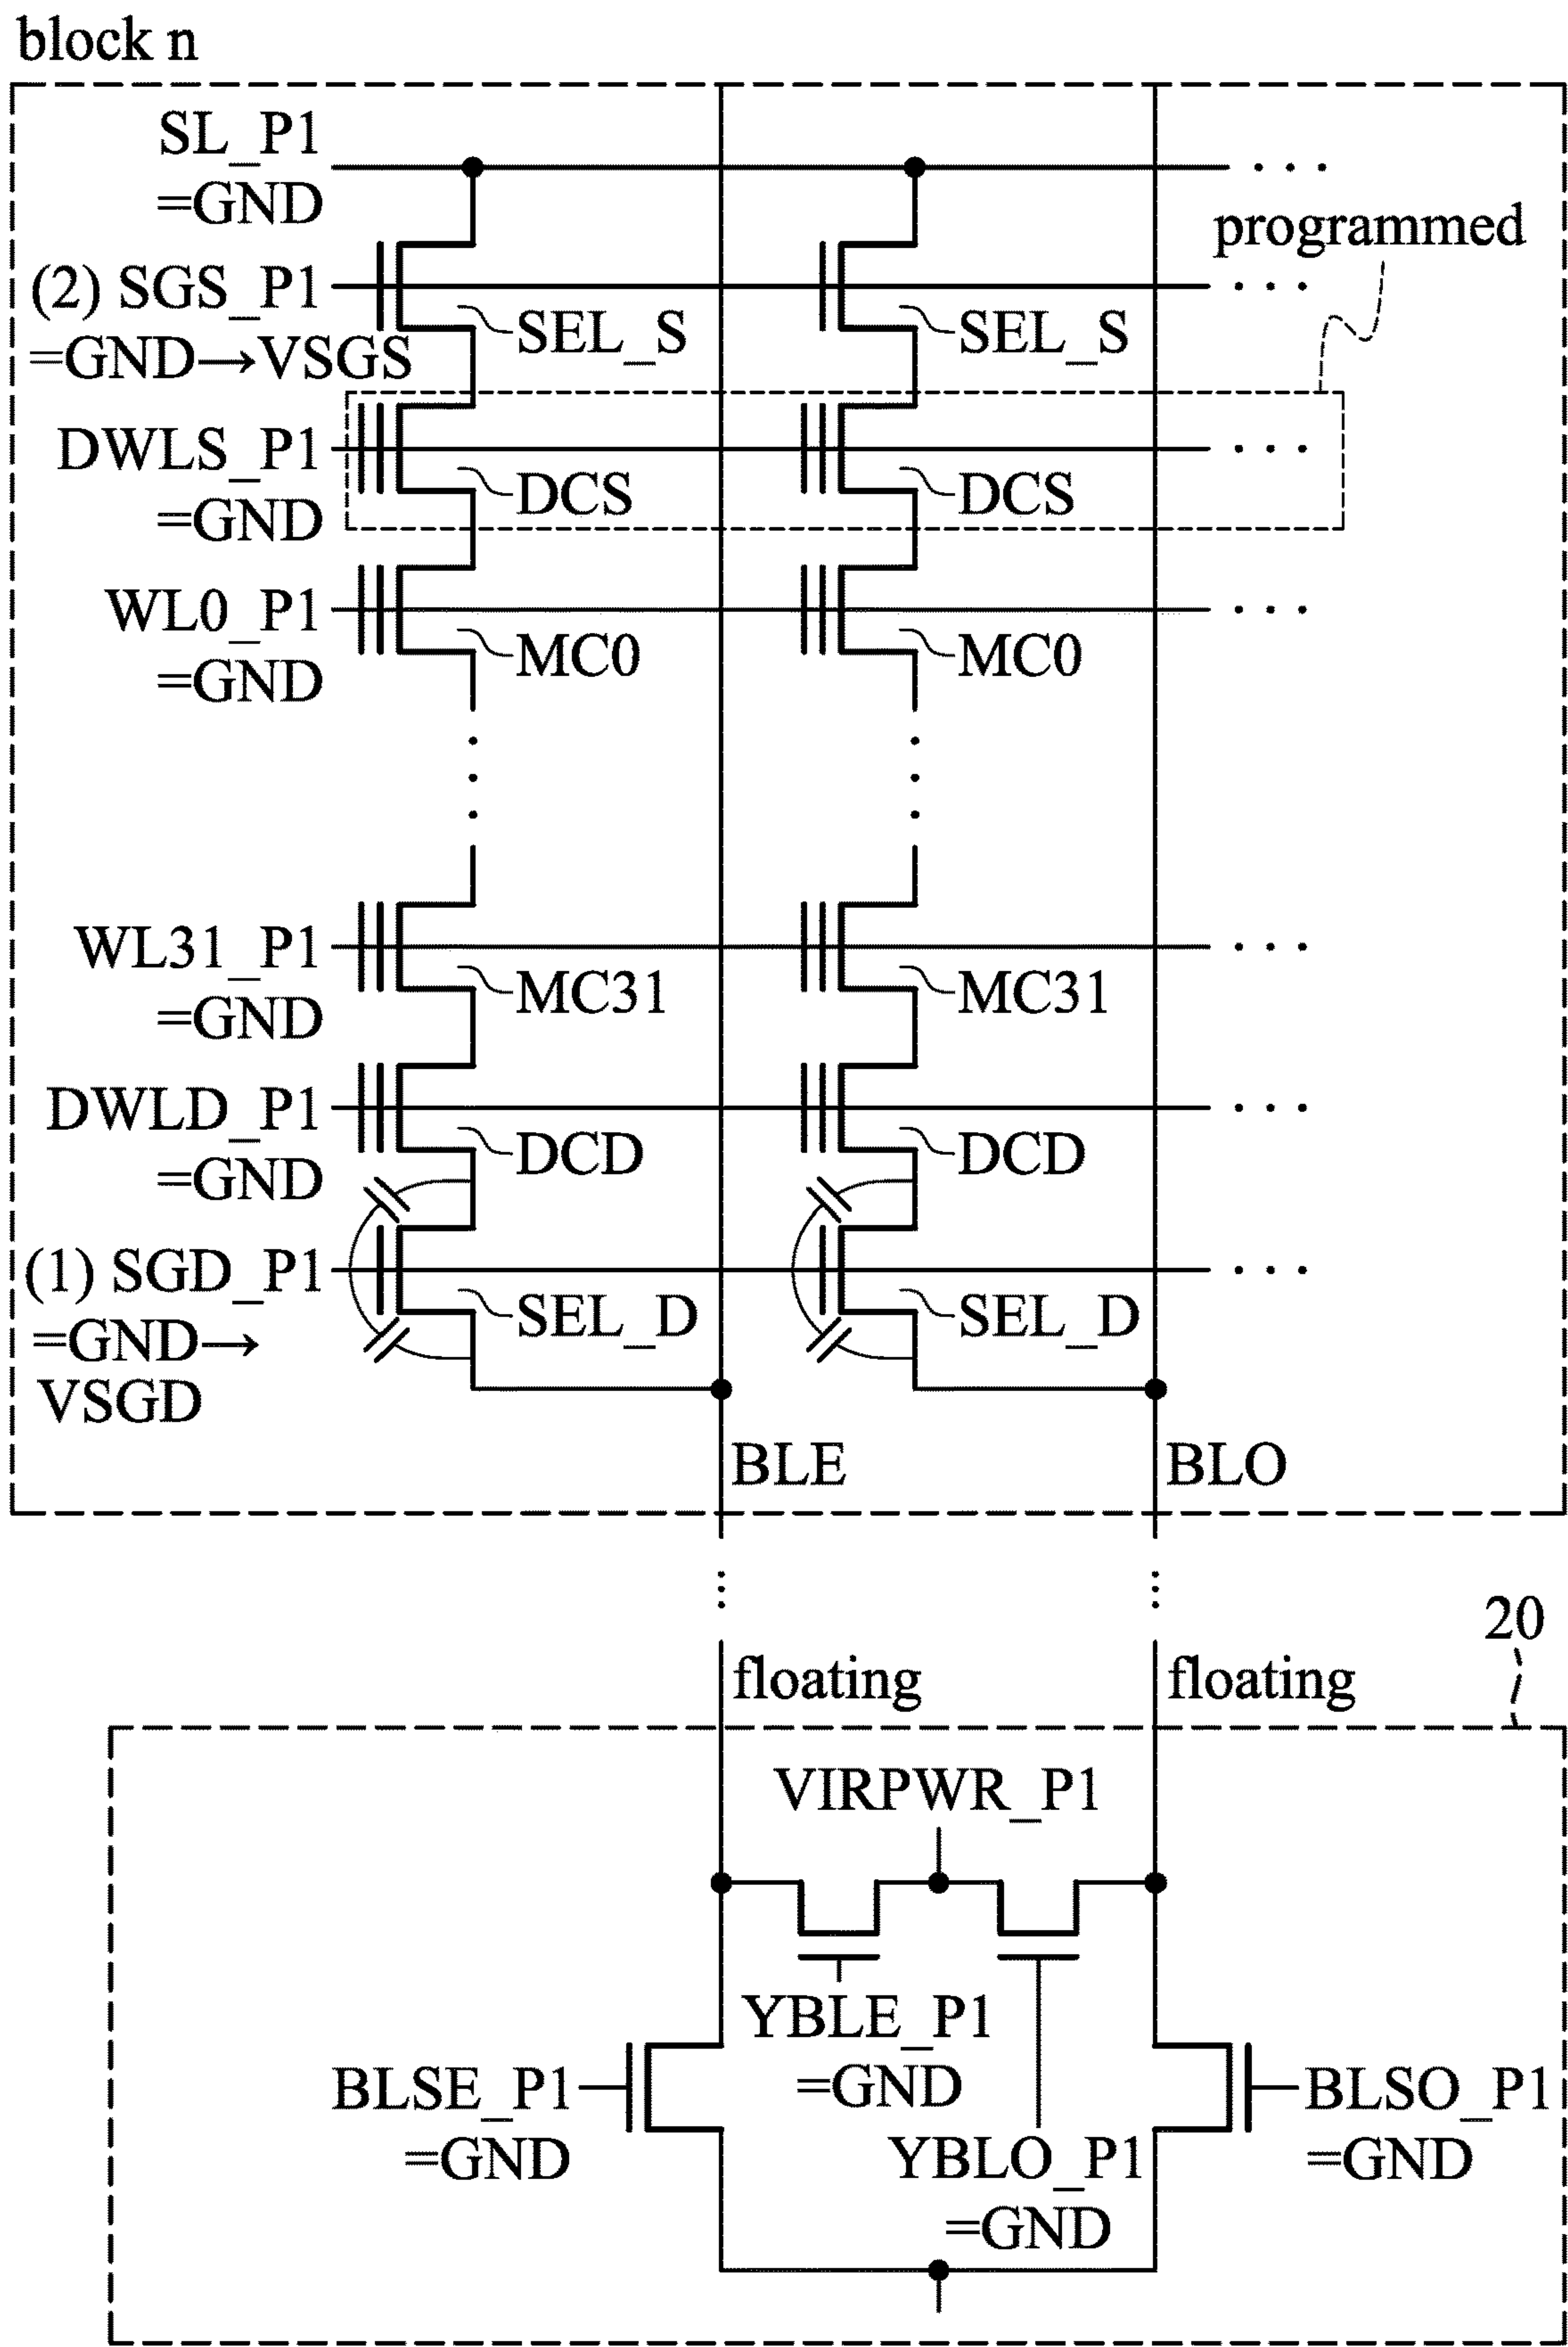 block n
SL_P1
=GND
programmed
(2) SGS_P1
=GND→VSGS
SEL_S
SEL_S
DWLS_P1
=GND
DCS
DCS
WL0_P1
=GND
MC0
MC0
WL31_P1
=GND
MC31
MC31
DWLD_P1
=GND
DCD
DCD
(1) SGD_P1
=GND→
VSGD
SEL_D
SEL_D
BLE
BLO
20
floating
floating
VIRPWR_P1
YBLE_P1
=GND
BLSE_P1
=GND
BLSO_P1
=GND
YBLO_P1
=GND